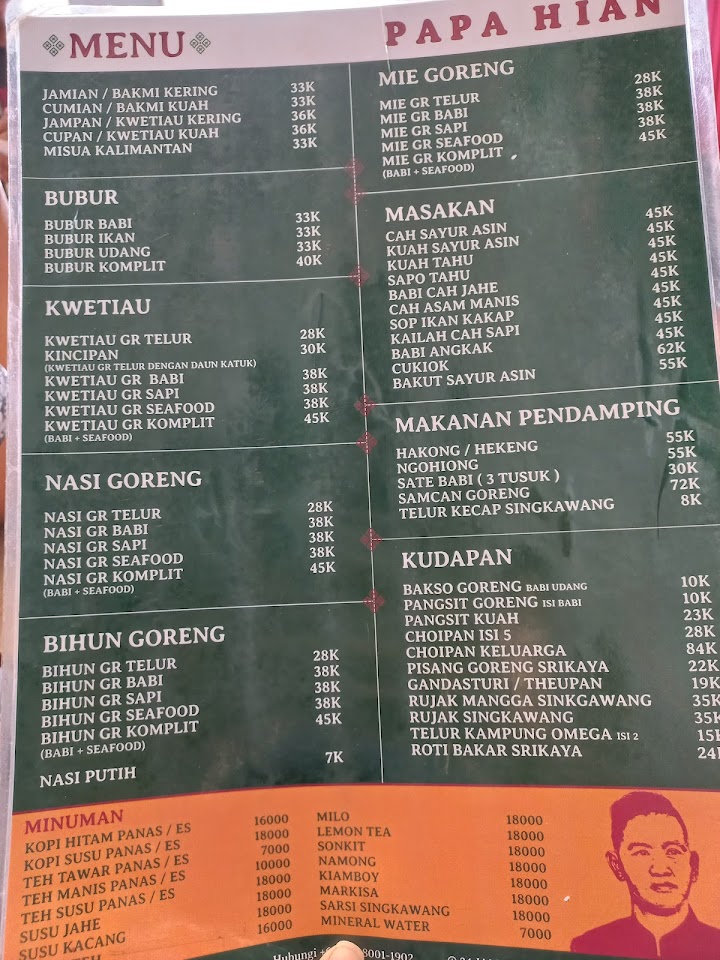 MENU
PAPA HIAN
JAMIAN / BAKMI KERING 33K
CUMIAN / BAKMI KUAH 33K
JAMPAN / KWETIAU KERING 36K
CUPAN / KWETIAU KUAH 36K
MISUA KALIMANTAN 33K
BUBUR
BUBUR BABI 33K
BUBUR IKAN 33K
BUBUR UDANG 33K
BUBUR KOMPLIT 40K
KWETIAU
KWETIAU GR TELUR 28K
KINCIPAN 30K
(KWETIAU GR TELUR DENGAN DAUN KATUK)
KWETIAU GR BABI 38K
KWETIAU GR SAPI 38K
KWETIAU GR SEAFOOD 38K
KWETIAU GR KOMPLIT 45K
(BABI + SEAFOOD)
NASI GORENG
NASI GR TELUR 28K
NASI GR BABI 38K
NASI GR SAPI 38K
NASI GR SEAFOOD 38K
NASI GR KOMPLIT 45K
(BABI + SEAFOOD)
BIHUN GORENG
BIHUN GR TELUR 28K
BIHUN GR BABI 38K
BIHUN GR SAPI 38K
BIHUN GR SEAFOOD 38K
BIHUN GR KOMPLIT 45K
(BABI + SEAFOOD)
NASI PUTIH 7K
MIE GORENG
MIE GR TELUR 28K
MIE GR BABI 38K
MIE GR SAPI 38K
MIE GR SEAFOOD 38K
MIE GR KOMPLIT 45K
(BABI + SEAFOOD)
MASAKAN
CAH SAYUR ASIN 45K
KUAH SAYUR ASIN 45K
KUAH TAHU 45K
SAPO TAHU 45K
BABI CAH JAHE 45K
CAH ASAM MANIS 45K
SOP IKAN KAKAP 45K
KAILAH CAH SAPI 45K
BABI ANGKAK 45K
CUKIOK 62K
BAKUT SAYUR ASIN 55K
MAKANAN PENDAMPING
HAKONG / HEKENG 55K
NGOHIONG 55K
SATE BABI ( 3 TUSUK ) 30K
SAMCAN GORENG 72K
TELUR KECAP SINGKAWANG 8K
KUDAPAN
BAKSO GORENG BABI UDANG 10K
PANGSIT GORENG ISI BABI 10K
PANGSIT KUAH 23K
CHOIPAN ISI 5 28K
CHOIPAN KELUARGA 84K
PISANG GORENG SRIKAYA 22K
GANDASTURI / THEUPAN 19K
RUJAK MANGGA SINKGAWANG 35K
RUJAK SINGKAWANG 35K
TELUR KAMPUNG OMEGA ISI 2 15K
ROTI BAKAR SRIKAYA 24
MINUMAN
KOPI HITAM PANAS / ES 16000
KOPI SUSU PANAS / ES 18000
TEH TAWAR PANAS / ES 7000
TEH MANIS PANAS / ES 10000
TEH SUSU PANAS / ES 18000
SUSU JAHE 18000
SUSU KACANG 18000
16000
MILO 18000
LEMON TEA 18000
SONKIT 18000
NAMONG 18000
KIAMBOY 18000
MARKISA 18000
SARSI SINGKAWANG 18000
MINERAL WATER 7000
Hubungi 8001-1902